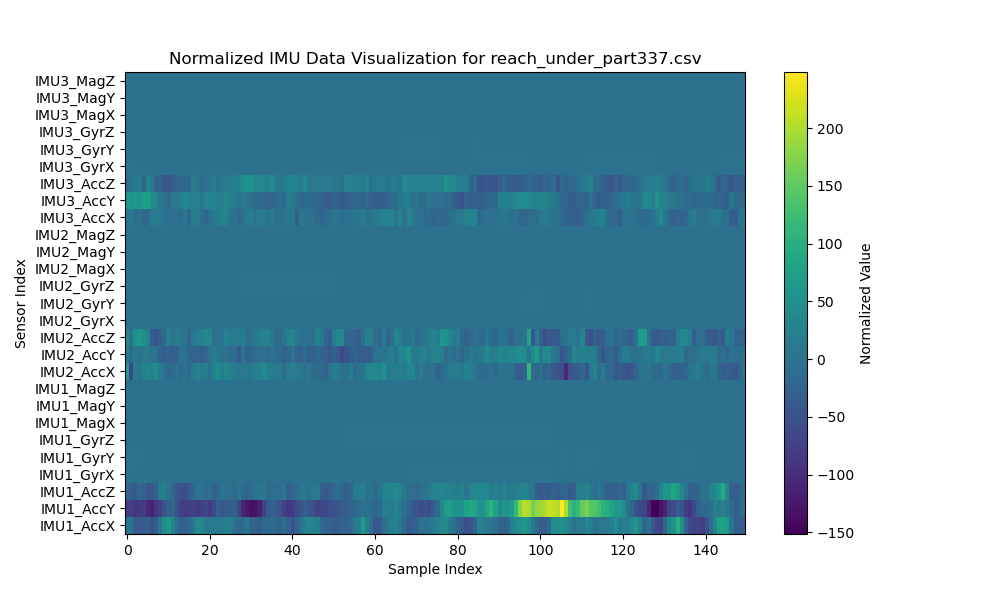 Normalized IMU Data Visualization for reach_under_part337.csv
IMU3_MagZ
IMU3_MagY
IMU3_MagX
IMU3_GyrZ
IMU3_GyrY
IMU3_GyrX
IMU3_AccZ
IMU3_AccY
IMU3_AccX
IMU2_MagZ
IMU2_MagY
IMU2_MagX
IMU2_GyrZ
IMU2_GyrY
IMU2_GyrX
IMU2_AccZ
IMU2_AccY
IMU2_AccX
IMU1_MagZ
IMU1_MagY
IMU1_MagX
IMU1_GyrZ
IMU1_GyrY
IMU1_GyrX
IMU1_AccZ
IMU1_AccY
IMU1_AccX
Sensor Index
0 20 40 60 80 100 120 140
Sample Index
200
150
100
50
0
−50
−100
−150
Normalized Value